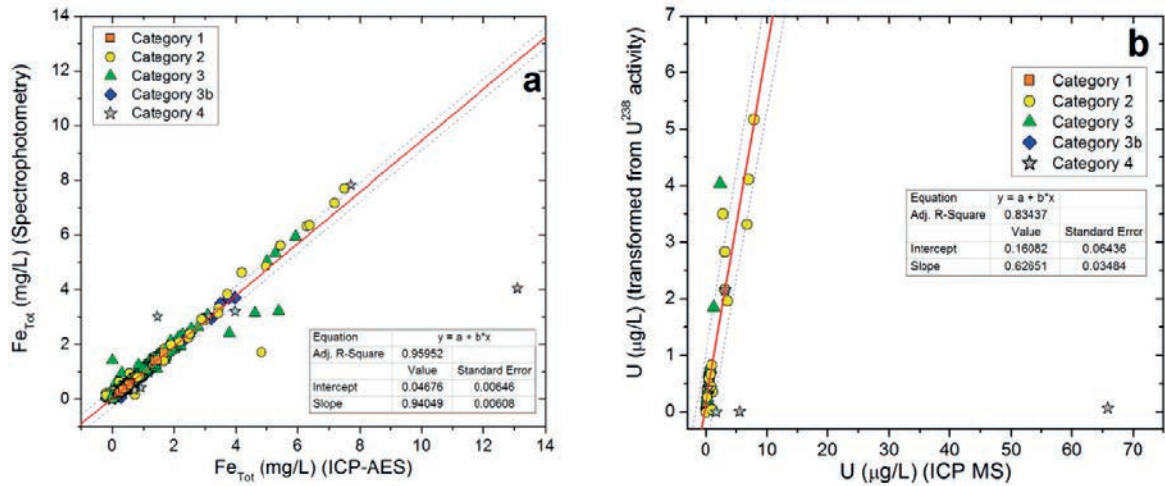 14
12
10
8
6
4
2
0
Fe_Tot (mg/L) (Spectrophotometry)
Category 1
Category 2
Category 3
Category 3b
Category 4
a
Equation y = a + b*x
Adj. R-Square 0.95952
Value Standard Error
Intercept 0.04676 0.00646
Slope 0.94049 0.00608
0 2 4 6 8 10 12 14
Fe_Tot (mg/L) (ICP-AES)
7
6
5
4
3
2
1
0
U (µg/L) (transformed from U²³⁸ activity)
b
Category 1
Category 2
Category 3
Category 3b
Category 4
Equation y = a + b*x
Adj. R-Square 0.83437
Value Standard Error
Intercept 0.16082 0.06436
Slope 0.62651 0.03484
0 10 20 30 40 50 60 70
U (µg/L) (ICP MS)